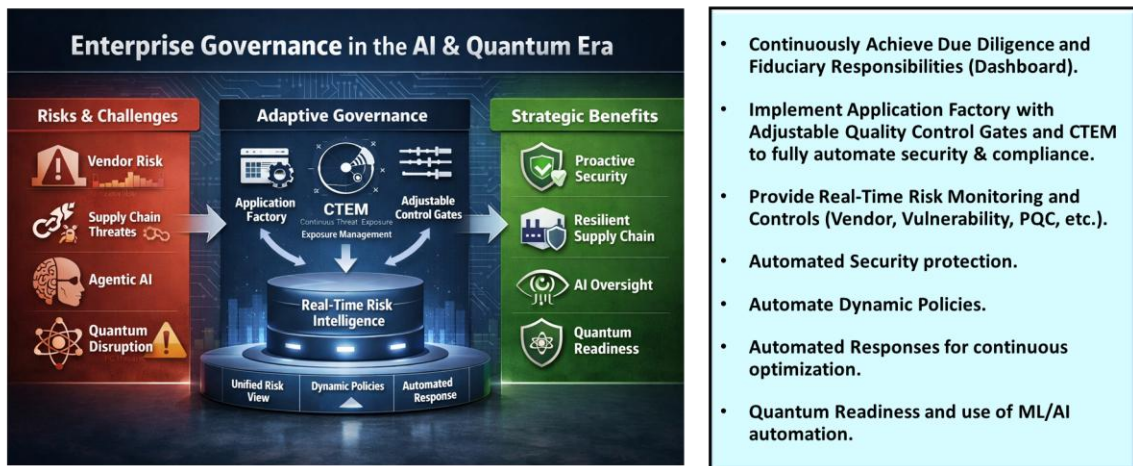 Enterprise Governance in the AI & Quantum Era
Risks & Challenges
Vendor Risk
Supply Chain
Threates
Agentic AI
Quantum
Disruption
Adaptive Governance
Application
Factory
CTEM
Continuous Threat Exposure
Exposure Management
Adjustable
Control Gates
Real-Time Risk
Intelligence
Unified Risk
View
Dynamic Policies
Automated
Response
Strategic Benefits
Proactive
Security
Resilient
Supply Chain
AI Oversight
Quantum
Readiness
• Continuously Achieve Due Diligence and
Fiduciary Responsibilities (Dashboard).
• Implement Application Factory with
Adjustable Quality Control Gates and CTEM
to fully automate security & compliance.
• Provide Real-Time Risk Monitoring and
Controls (Vendor, Vulnerability, PQC, etc.).
• Automated Security protection.
• Automate Dynamic Policies.
• Automated Responses for continuous
optimization.
• Quantum Readiness and use of ML/AI
automation.